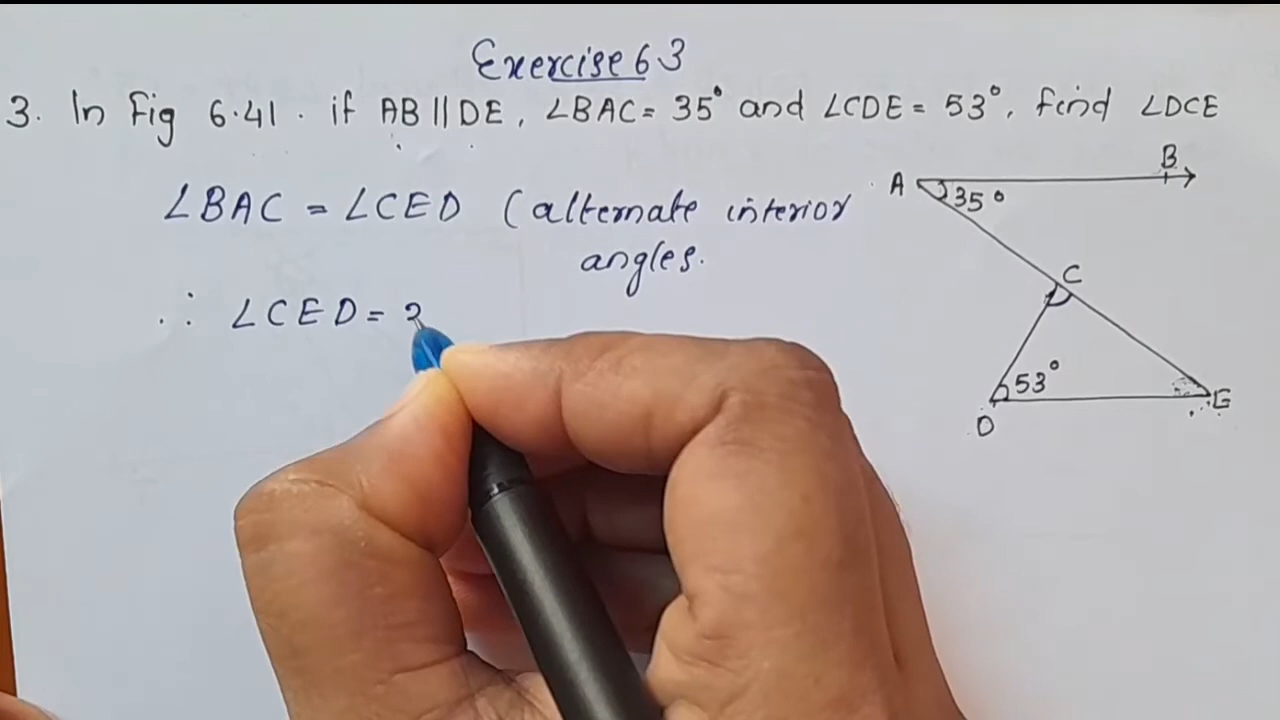 Exercise 6 3
3. In Fig 6.41. if AB || DE, ∠BAC = 35° and ∠CDE = 53°, find ∠DCE
∠BAC = ∠CED (alternate interior
angles.
∴ ∠CED =
B
A
35°
C
53°
D
E